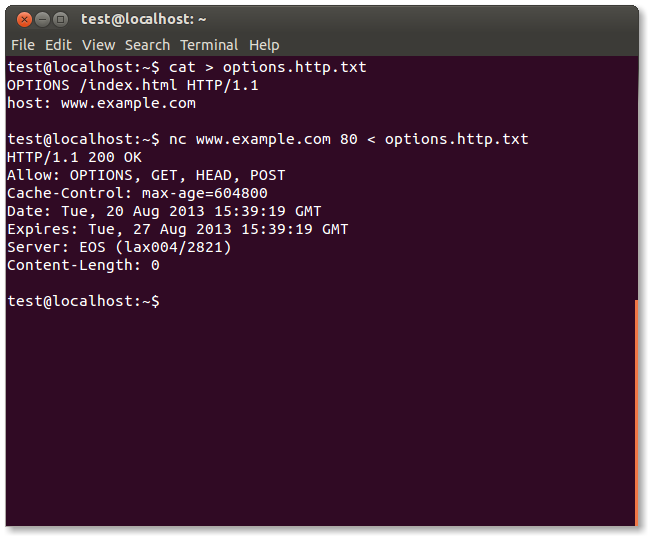 test@localhost: ~
File Edit View Search Terminal Help
test@localhost:~$ cat > options.http.txt
OPTIONS /index.html HTTP/1.1
host: www.example.com
test@localhost:~$ nc www.example.com 80 < options.http.txt
HTTP/1.1 200 OK
Allow: OPTIONS, GET, HEAD, POST
Cache-Control: max-age=604800
Date: Tue, 20 Aug 2013 15:39:19 GMT
Expires: Tue, 27 Aug 2013 15:39:19 GMT
Server: EOS (lax004/2821)
Content-Length: 0
test@localhost:~$